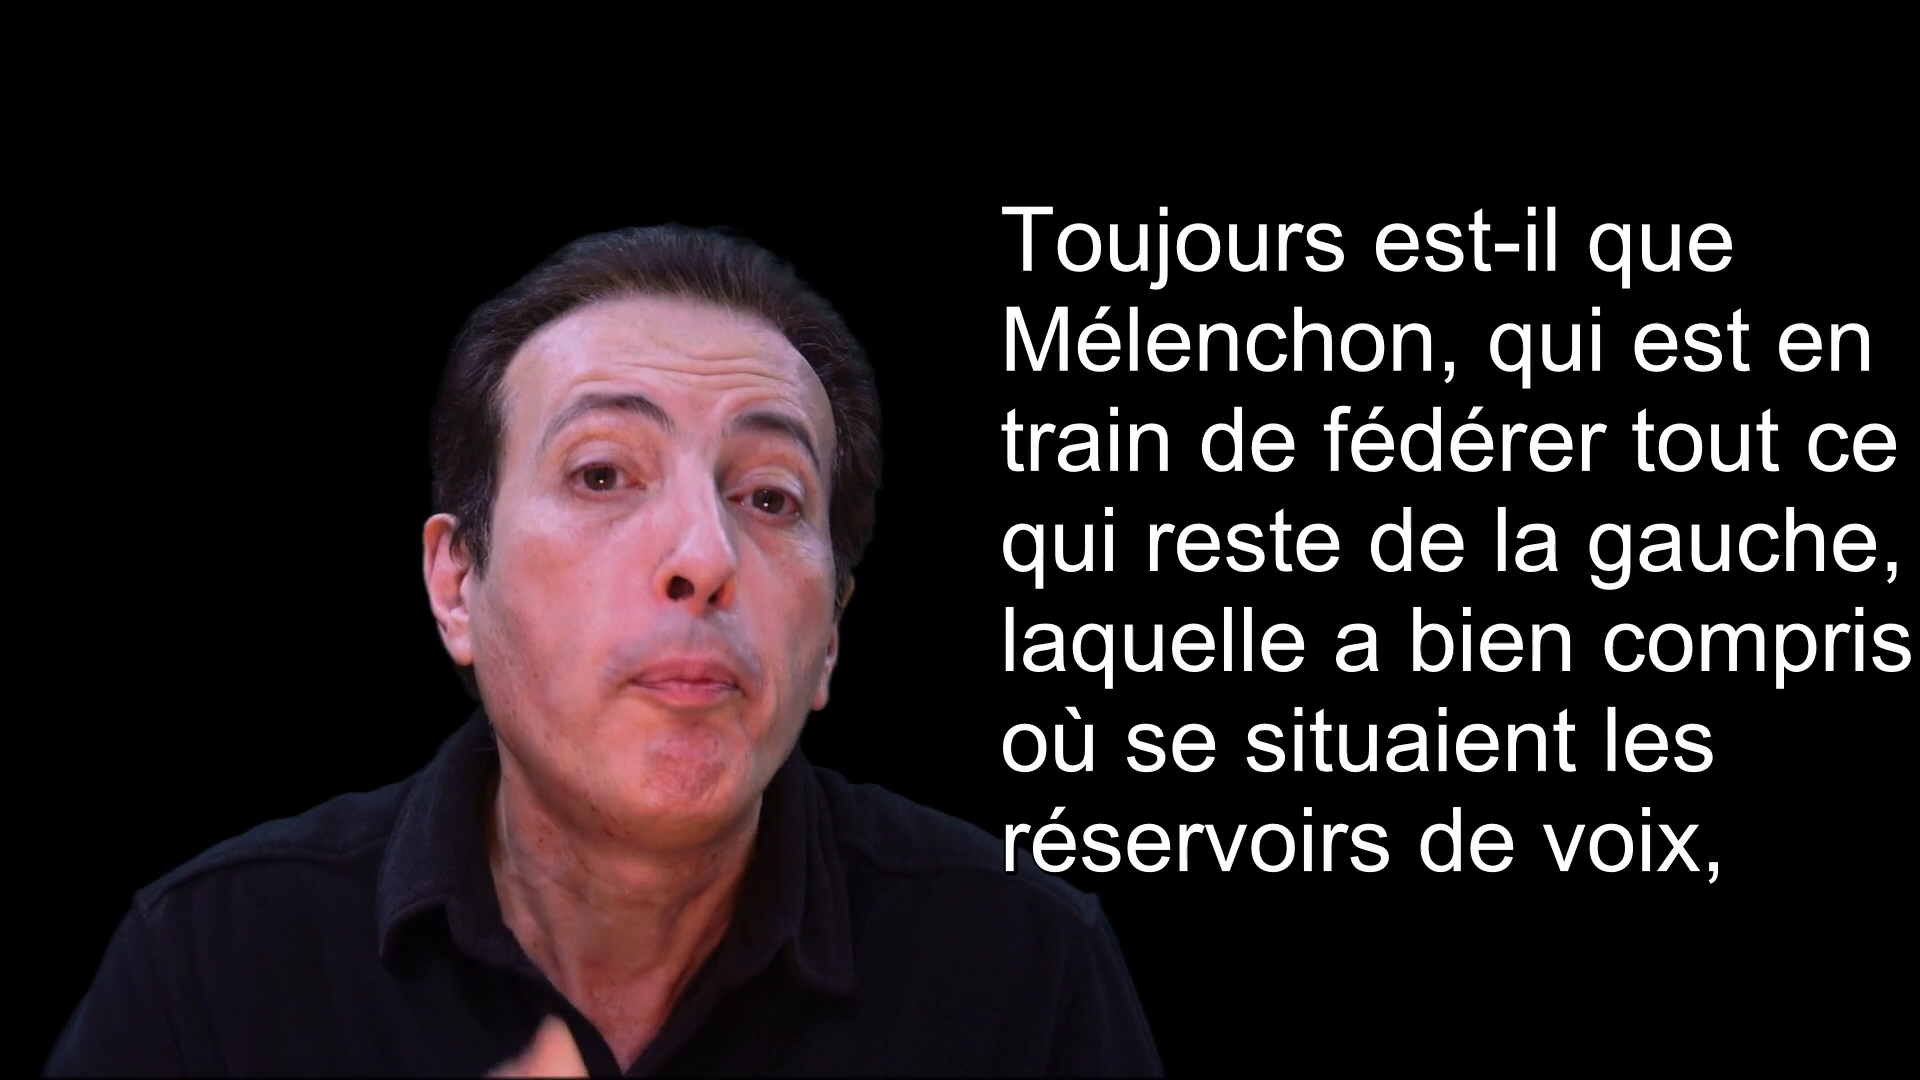 Toujours est-il que
Mélenchon, qui est en
train de fédérer tout ce
qui reste de la gauche,
laquelle a bien compris
où se situaient les
réservoirs de voix,